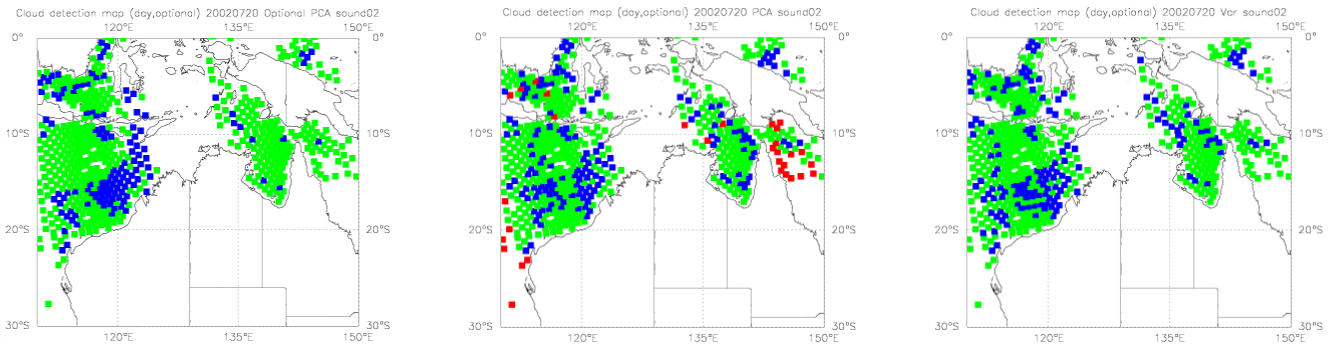 Cloud detection map (day,optional) 20020720 Optional PCA sound02
120°E 135°E 150°E
0° 0°
10°S 10°S
20°S 20°S
30°S 30°S
120°E 135°E 150°E
Cloud detection map (day,optional) 20020720 PCA sound02
120°E 135°E 150°E
0° 0°
10°S 10°S
20°S 20°S
30°S 30°S
120°E 135°E 150°E
Cloud detection map (day,optional) 20020720 Var sound02
120°E 135°E 150°E
0° 0°
10°S 10°S
20°S 20°S
30°S 30°S
120°E 135°E 150°E